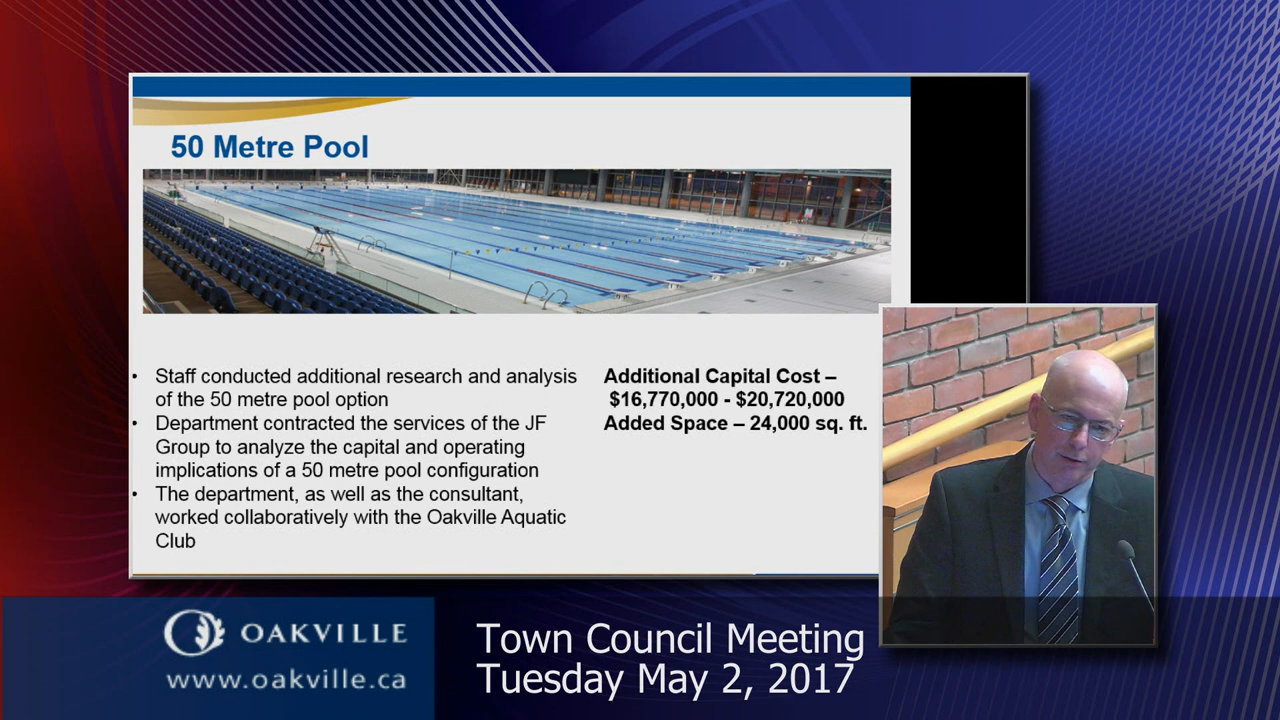 50 Metre Pool
• Staff conducted additional research and analysis
of the 50 metre pool option
• Department contracted the services of the JF
Group to analyze the capital and operating
implications of a 50 metre pool configuration
• The department, as well as the consultant,
worked collaboratively with the Oakville Aquatic
Club
Additional Capital Cost –
$16,770,000 - $20,720,000
Added Space – 24,000 sq. ft.
OAKVILLE
www.oakville.ca
Town Council Meeting
Tuesday May 2, 2017